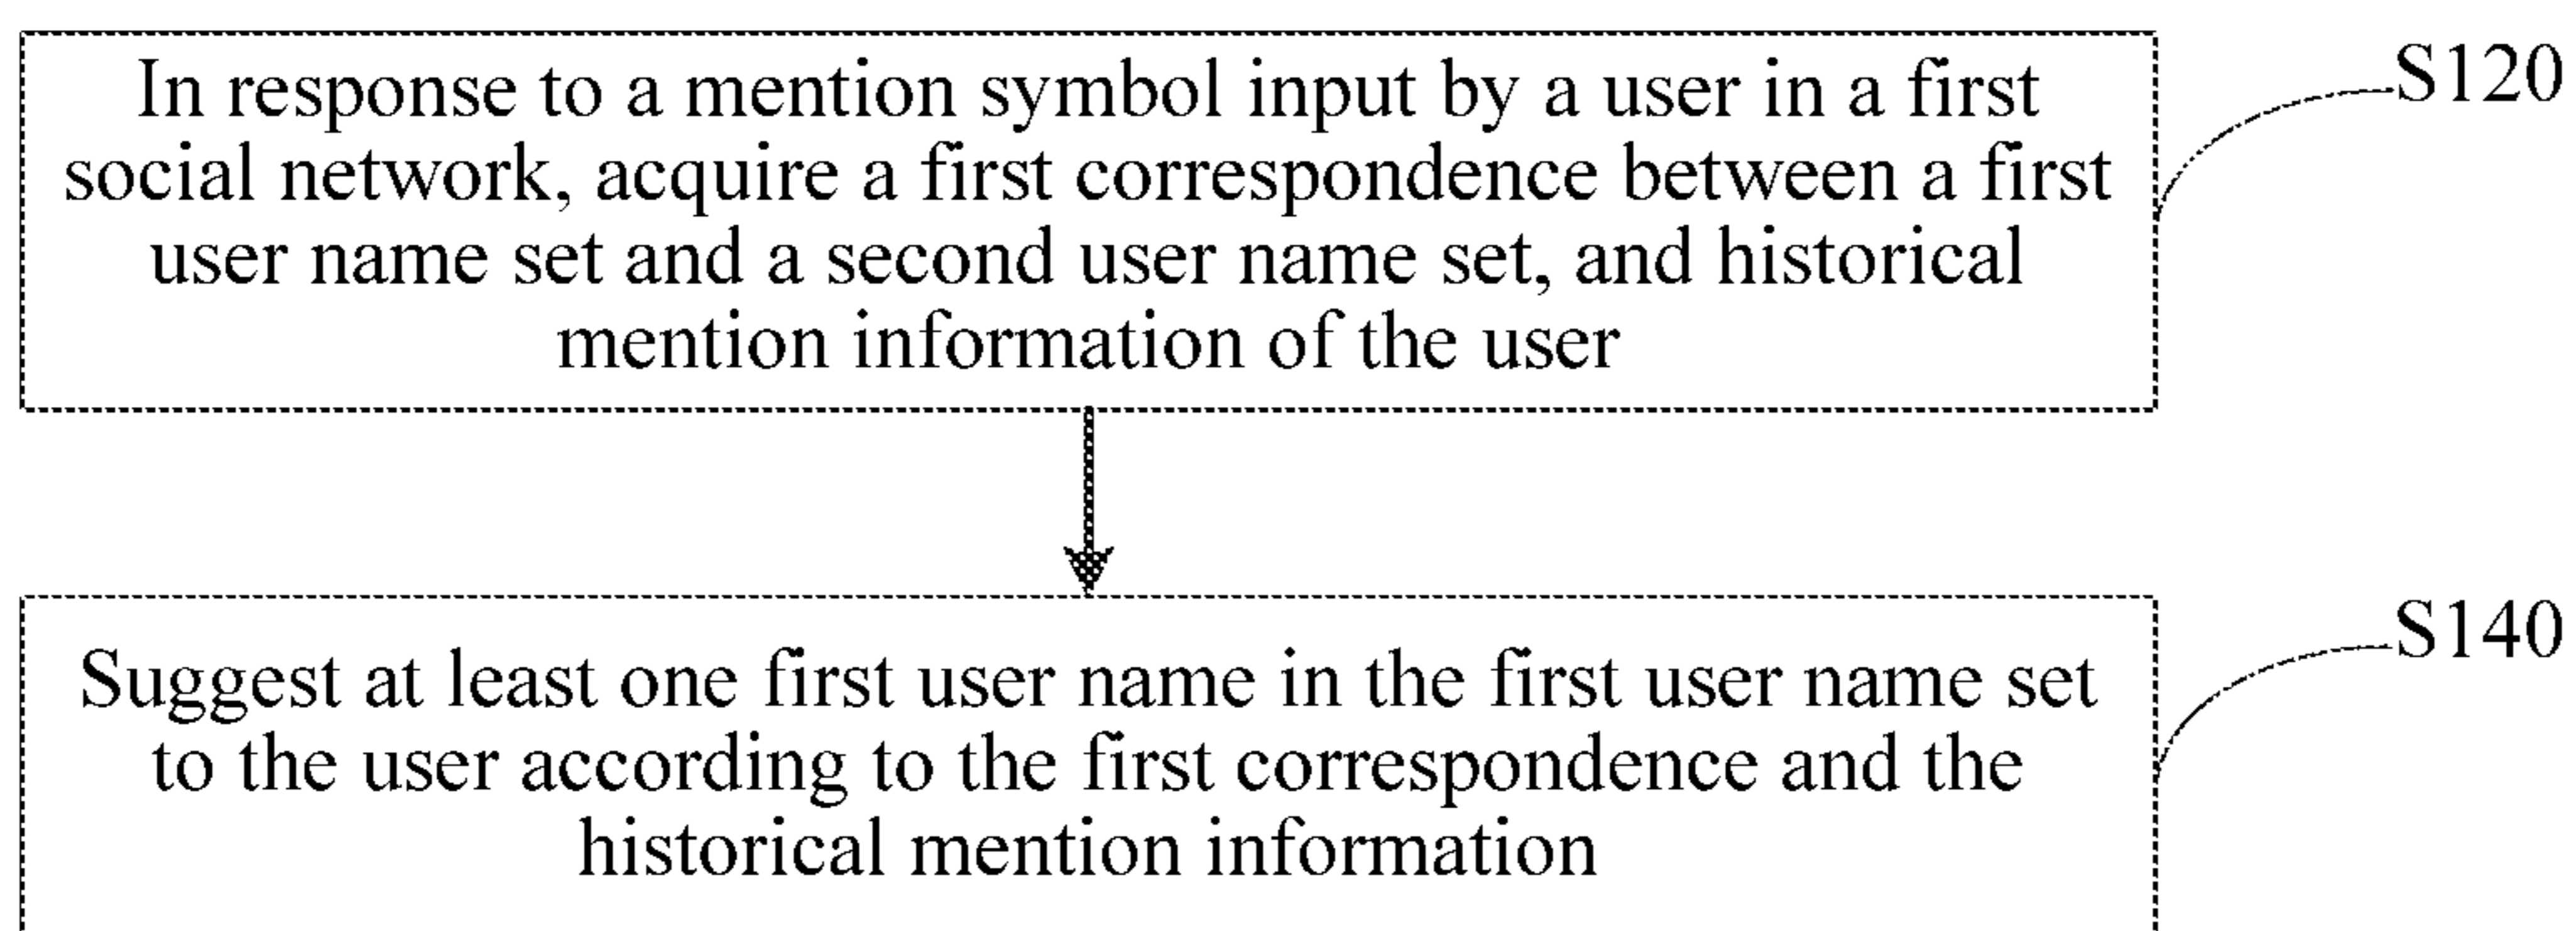 In response to a mention symbol input by a user in a first
social network, acquire a first correspondence between a first
user name set and a second user name set, and historical
mention information of the user
S120
Suggest at least one first user name in the first user name set
to the user according to the first correspondence and the
historical mention information
S140